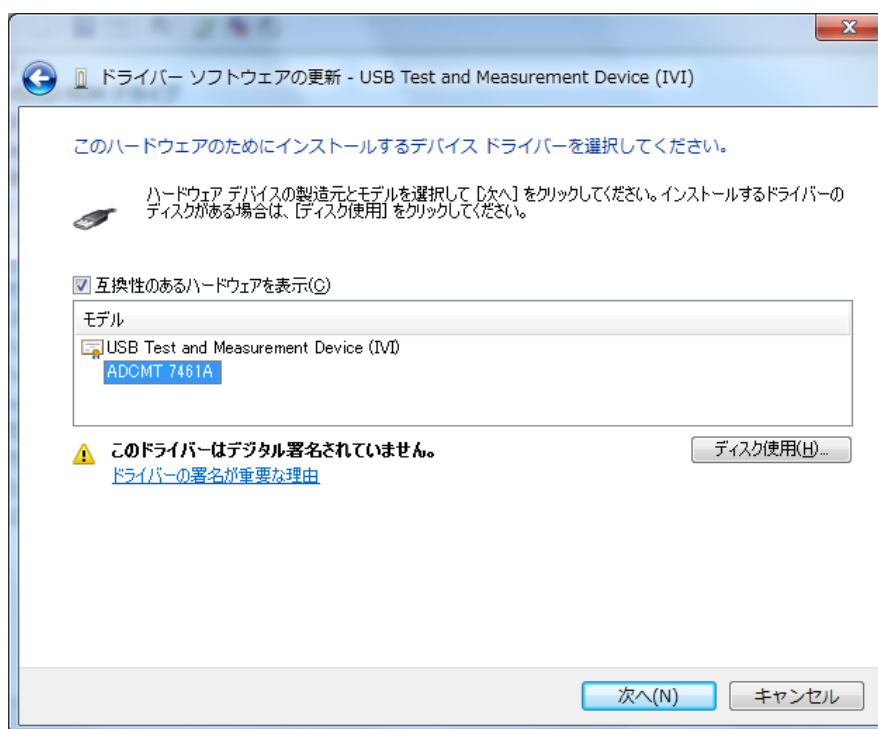 ドライバー ソフトウェアの更新 - USB Test and Measurement Device (IVI)
このハードウェアのためにインストールするデバイス ドライバーを選択してください。
ハードウェア デバイスの製造元とモデルを選択して [次へ] をクリックしてください。インストールするドライバーの
ディスクがある場合は、[ディスク使用] をクリックしてください。
互換性のあるハードウェアを表示(C)
モデル
USB Test and Measurement Device (IVI)
ADCMT 7461A
このドライバーはデジタル署名されていません。
ディスク使用(H)...
ドライバーの署名が重要な理由
次へ(N)
キャンセル